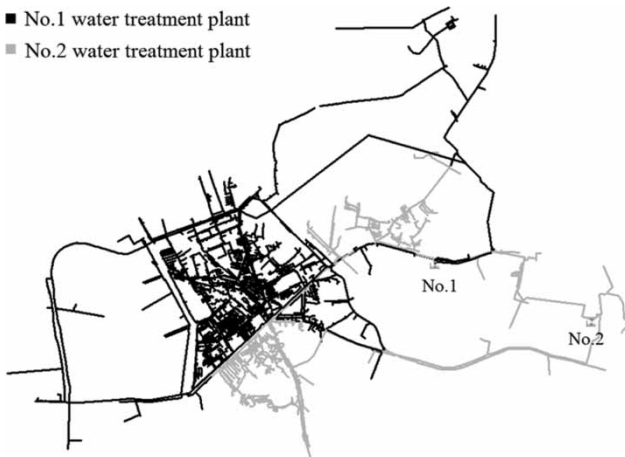 No.1 water treatment plant
No.2 water treatment plant
No.1
No.2